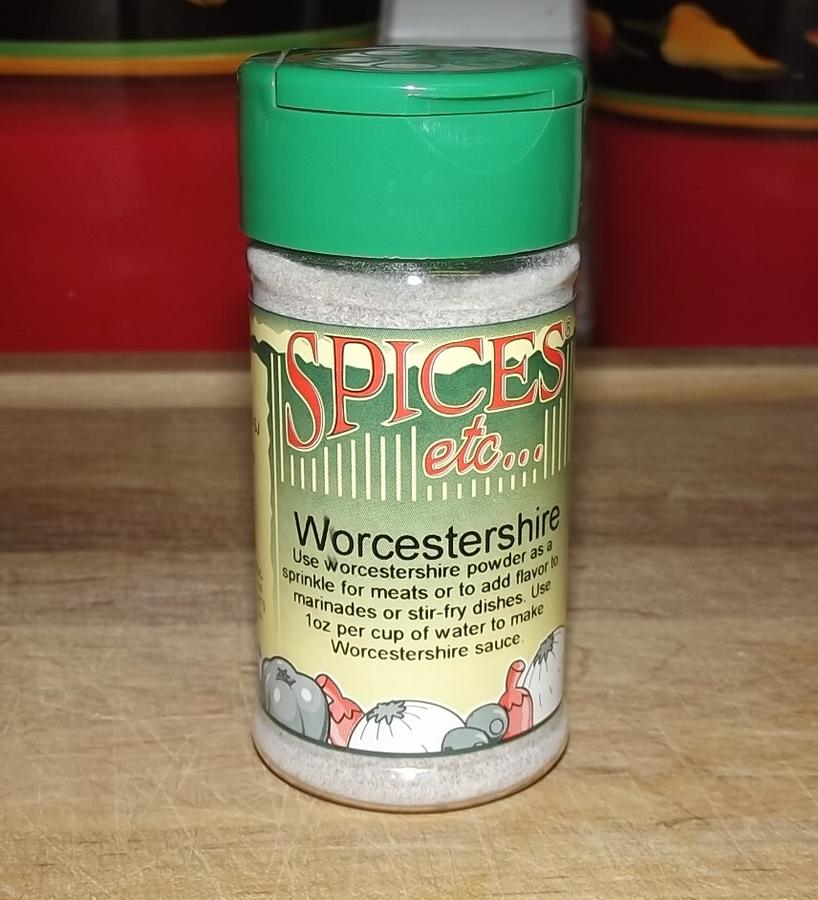 SPICES®
etc...
Worcestershire
Use worcestershire powder as a
sprinkle for meats or to add flavor to
marinades or stir-fry dishes. Use
1oz per cup of water to make
Worcestershire sauce.